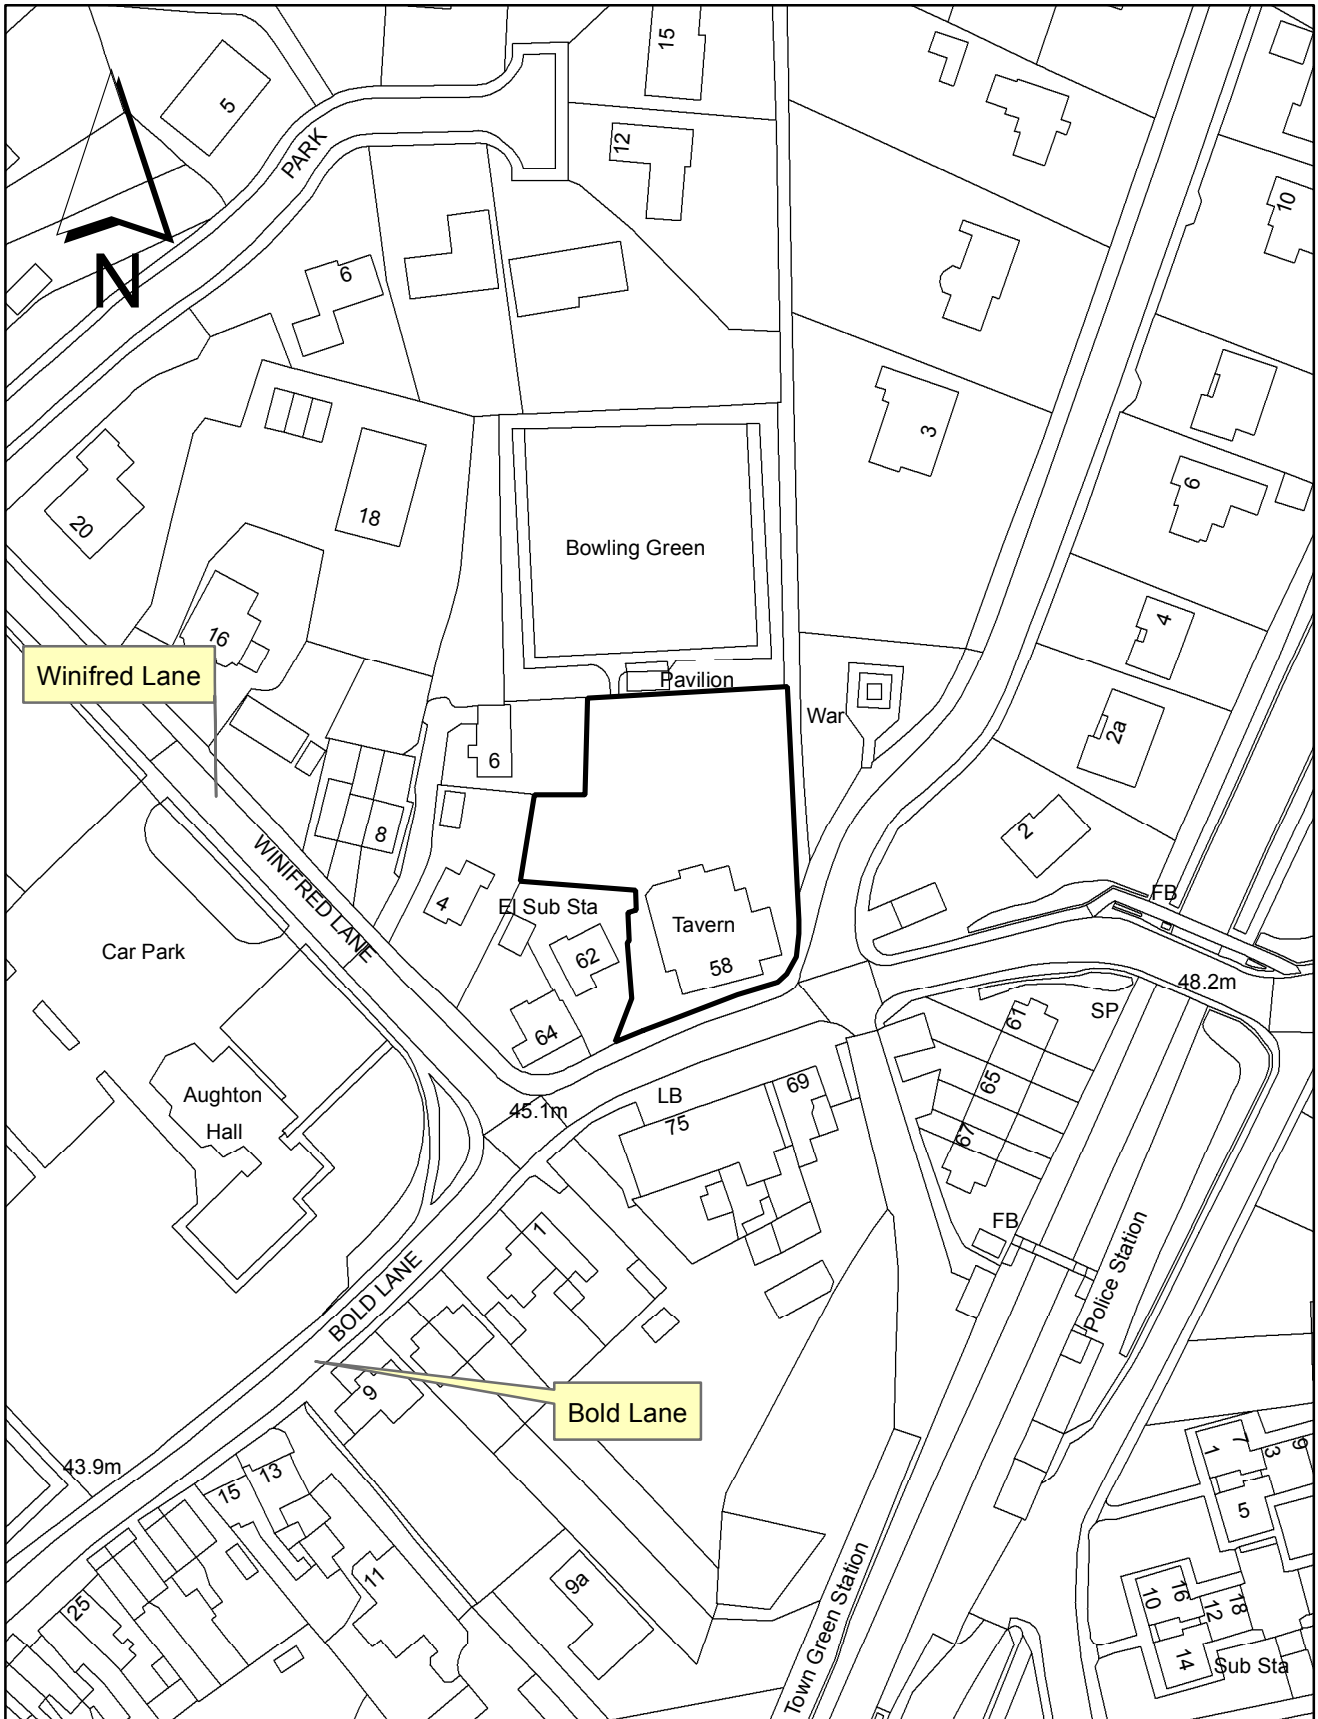 15
5
PARK
12
10
N
6
3
20
18
6
Bowling Green
16
4
Winifred Lane
Pavilion
War
2a
6
8
2
WINIFRED LANE
4
El Sub Sta
FB
Tavern
Car Park
62
58
48.2m
64
61
SP
65
Aughton
Hall
LB
69
45.1m
75
67
FB
1
Police Station
BOLD LANE
9
Bold Lane
43.9m
13
15
1
7
3
9
5
11
9a
25
Town Green Station
10
16
12
18
14
Sub Sta